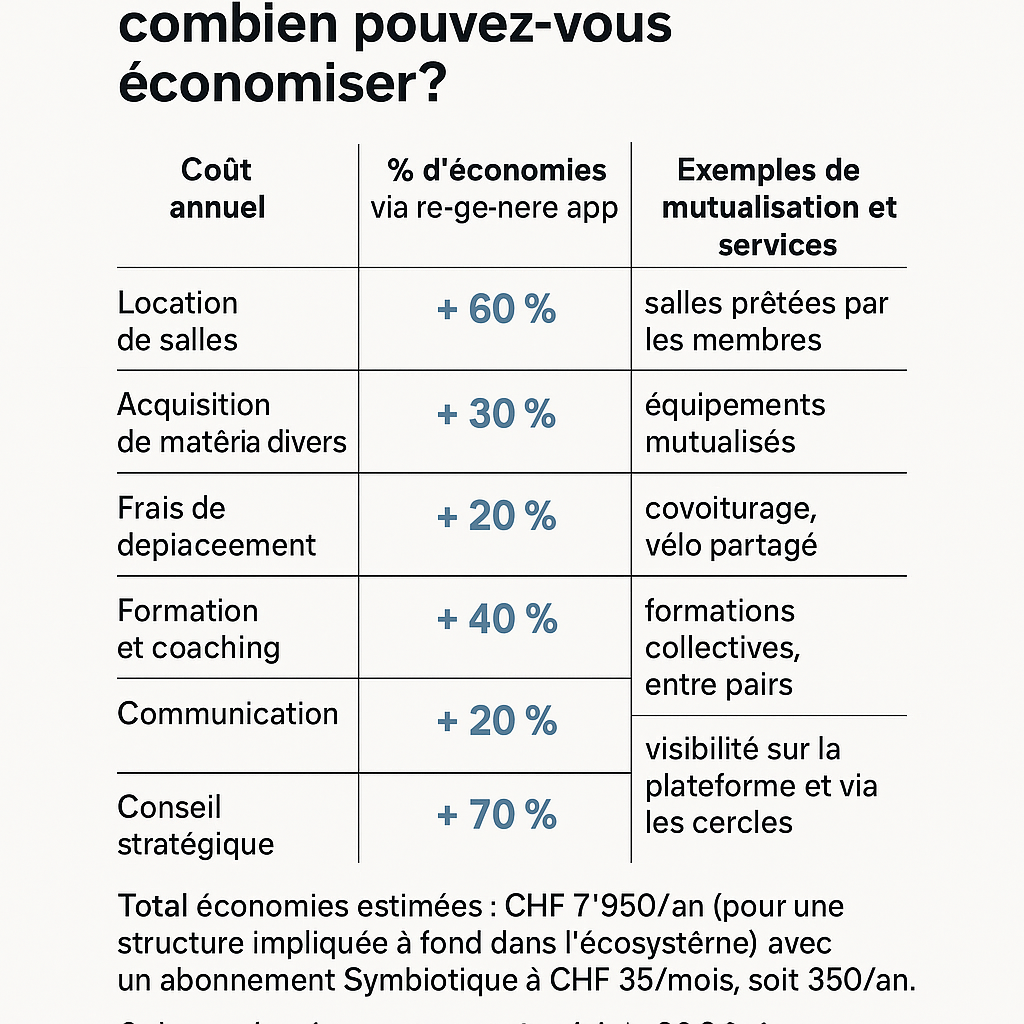 combien pouvez-vous
économiser?
Coût
annuel
% d'économies
via re-ge-nere app
Exemples de
mutualisation et
services
Location
de salles
+ 60 %
salles prêtées par
les membres
Acquisition
de matêria divers
+ 30 %
équipements
mutualisés
Frais de
depiaceement
+ 20 %
covoiturage,
vélo partagé
Formation
et coaching
+ 40 %
formations
collectives,
entre pairs
Communication
+ 20 %
visibilité sur la
plateforme et via
les cercles
Conseil
stratégique
+ 70 %
Total économies estimées : CHF 7'950/an (pour une
structure impliquée à fond dans l'écosystêrne) avec
un abonnement Symbiotique à CHF 35/mois, soit 350/an.